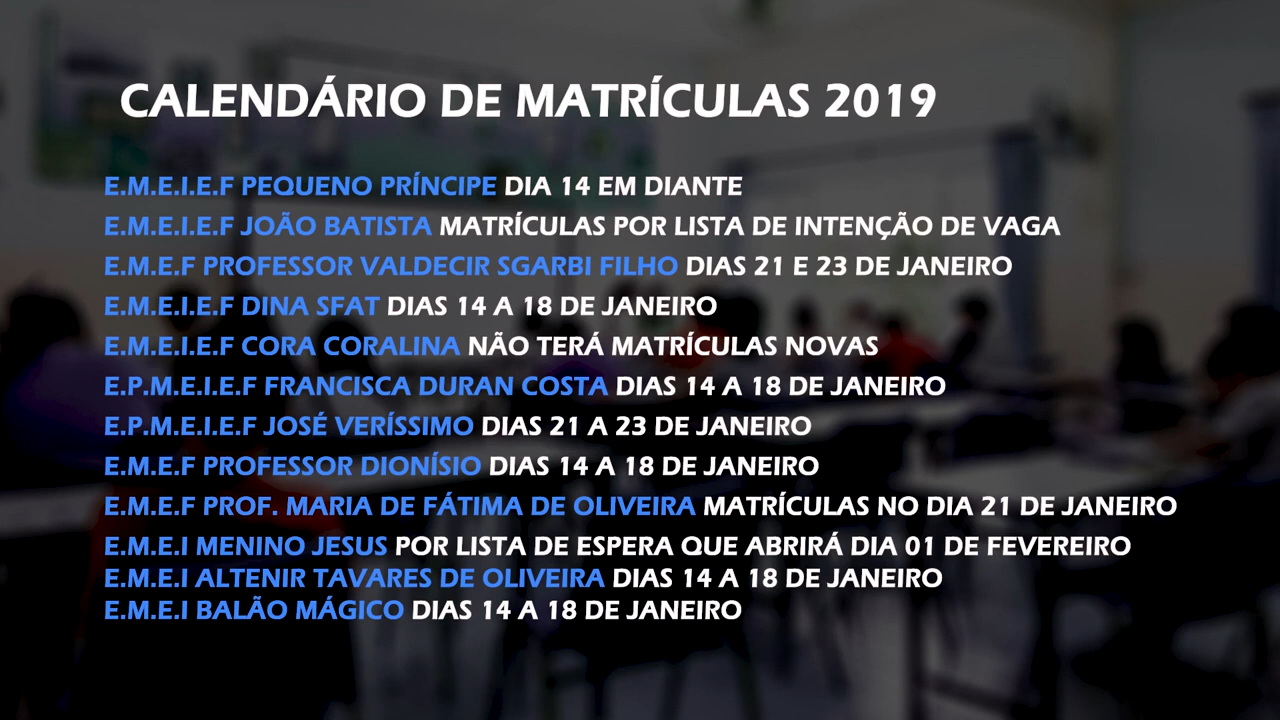 CALENDÁRIO DE MATRÍCULAS 2019
E.M.E.I.E.F PEQUENO PRÍNCIPE DIA 14 EM DIANTE
E.M.E.I.E.F JOÃO BATISTA MATRÍCULAS POR LISTA DE INTENÇÃO DE VAGA
E.M.E.F PROFESSOR VALDECIR SGARBI FILHO DIAS 21 E 23 DE JANEIRO
E.M.E.I.E.F DINA SFAT DIAS 14 A 18 DE JANEIRO
E.M.E.I.E.F CORA CORALINA NÃO TERÁ MATRÍCULAS NOVAS
E.P.M.E.I.E.F FRANCISCA DURAN COSTA DIAS 14 A 18 DE JANEIRO
E.P.M.E.I.E.F JOSÉ VERÍSSIMO DIAS 21 A 23 DE JANEIRO
E.M.E.F PROFESSOR DIONÍSIO DIAS 14 A 18 DE JANEIRO
E.M.E.F PROF. MARIA DE FÁTIMA DE OLIVEIRA MATRÍCULAS NO DIA 21 DE JANEIRO
E.M.E.I MENINO JESUS POR LISTA DE ESPERA QUE ABRIRÁ DIA 01 DE FEVEREIRO
E.M.E.I ALTENIR TAVARES DE OLIVEIRA DIAS 14 A 18 DE JANEIRO
E.M.E.I BALÃO MÁGICO DIAS 14 A 18 DE JANEIRO